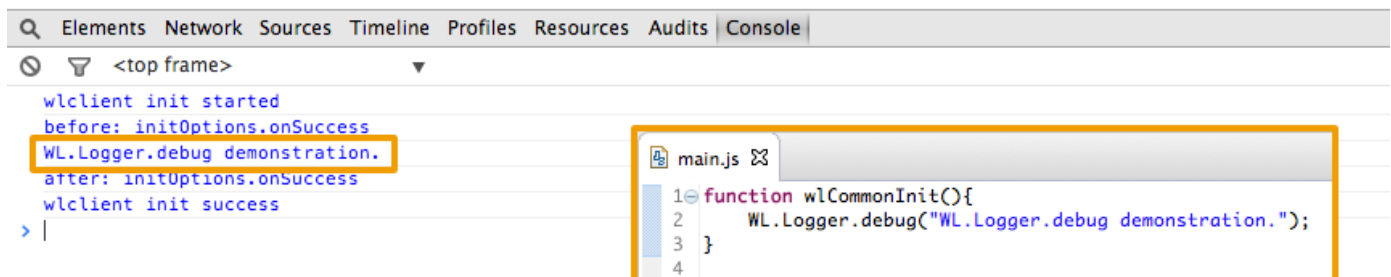 Elements Network Sources Timeline Profiles Resources Audits Console
<top frame>
wlclient init started
before: initOptions.onSuccess
WL.Logger.debug demonstration.
after: initOptions.onSuccess
wlclient init success
>
main.js
1 function wlCommonInit(){
2 WL.Logger.debug("WL.Logger.debug demonstration.");
3 }
4